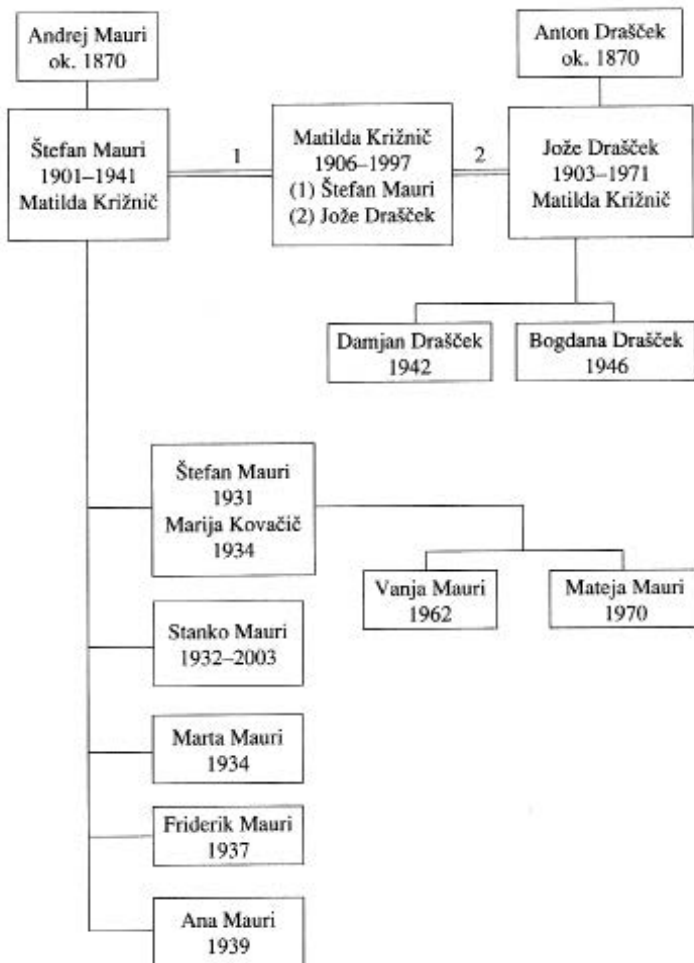 Andrej Mauri
ok. 1870
Anton Drašček
ok. 1870
Štefan Mauri
1901–1941
Matilda Križnič
1
Matilda Križnič
1906–1997
(1) Štefan Mauri
(2) Jože Drašček
2
Jože Drašček
1903–1971
Matilda Križnič
Damjan Drašček
1942
Bogdana Drašček
1946
Štefan Mauri
1931
Marija Kovačič
1934
Vanja Mauri
1962
Mateja Mauri
1970
Stanko Mauri
1932–2003
Marta Mauri
1934
Friderik Mauri
1937
Ana Mauri
1939